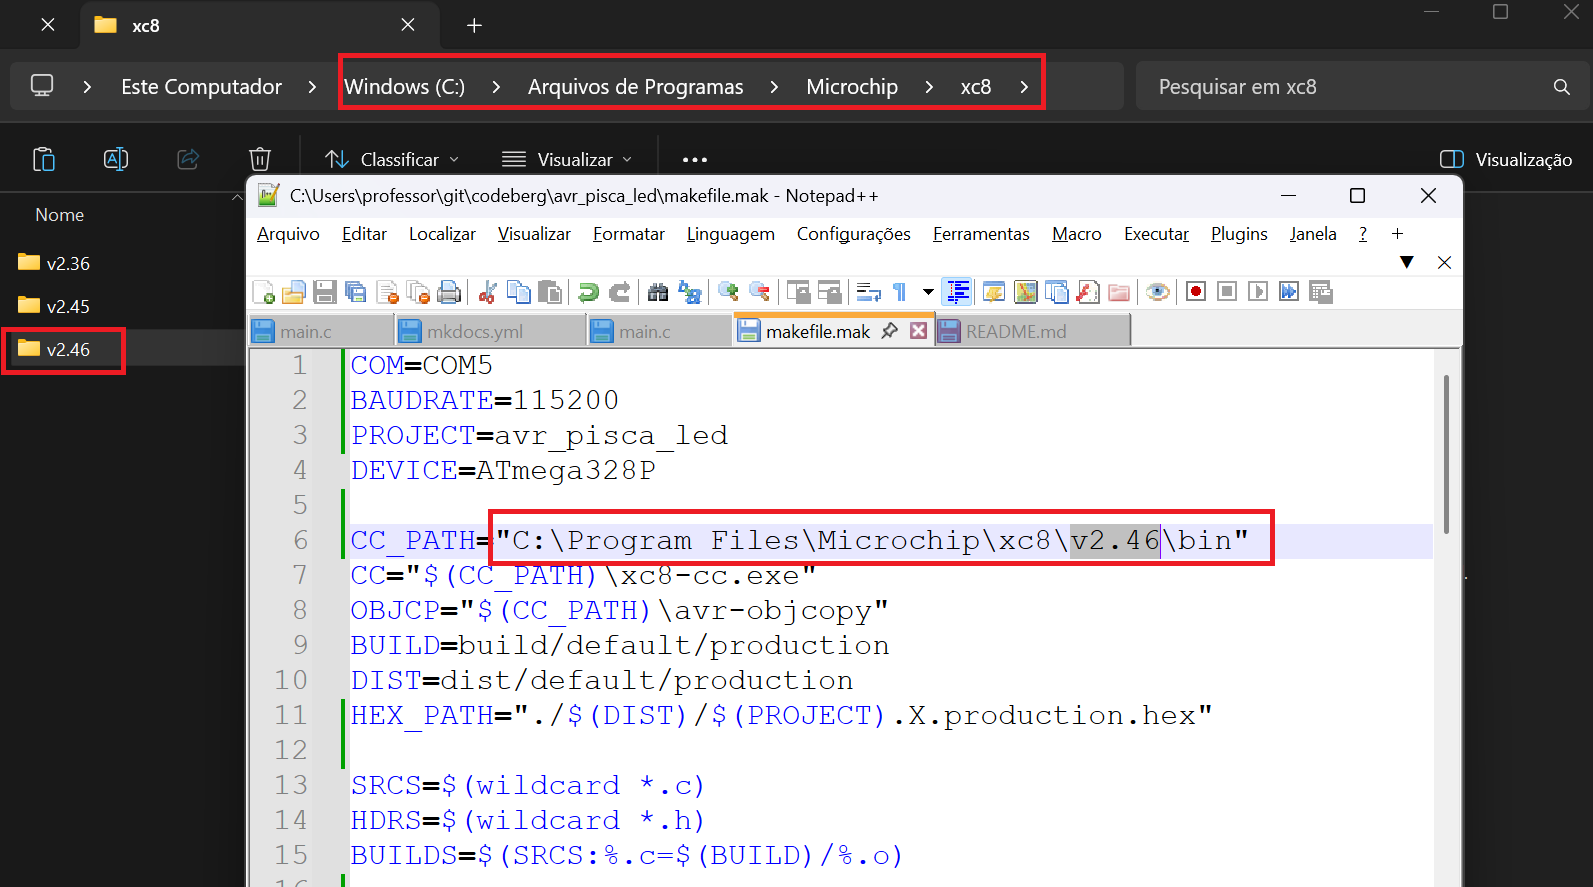 xc8
Este Computador > Windows (C:) > Arquivos de Programas > Microchip > xc8 >
Pesquisar em xc8
Classificar
Visualizar
Visualização
Nome
v2.36
v2.45
v2.46
C:\Users\professor\git\codeberg\avr_pisca_led\makefile.mak - Notepad++
Arquivo Editar Localizar Visualizar Formatar Linguagem Configurações Ferramentas Macro Executar Plugins Janela ? +
main.c mkdocs.yml main.c makefile.mak README.md
1 COM=COM5
2 BAUDRATE=115200
3 PROJECT=avr_pisca_led
4 DEVICE=ATmega328P
5
6 CC_PATH="C:\Program Files\Microchip\xc8\v2.46\bin"
7 CC="$(CC_PATH)\xc8-cc.exe"
8 OBJCP="$(CC_PATH)\avr-objcopy"
9 BUILD=build/default/production
10 DIST=dist/default/production
11 HEX_PATH="./$(DIST)/$(PROJECT).X.production.hex"
12
13 SRCS=$(wildcard *.c)
14 HDRS=$(wildcard *.h)
15 BUILDS=$(SRCS:%.c=$(BUILD)/%.o)
16